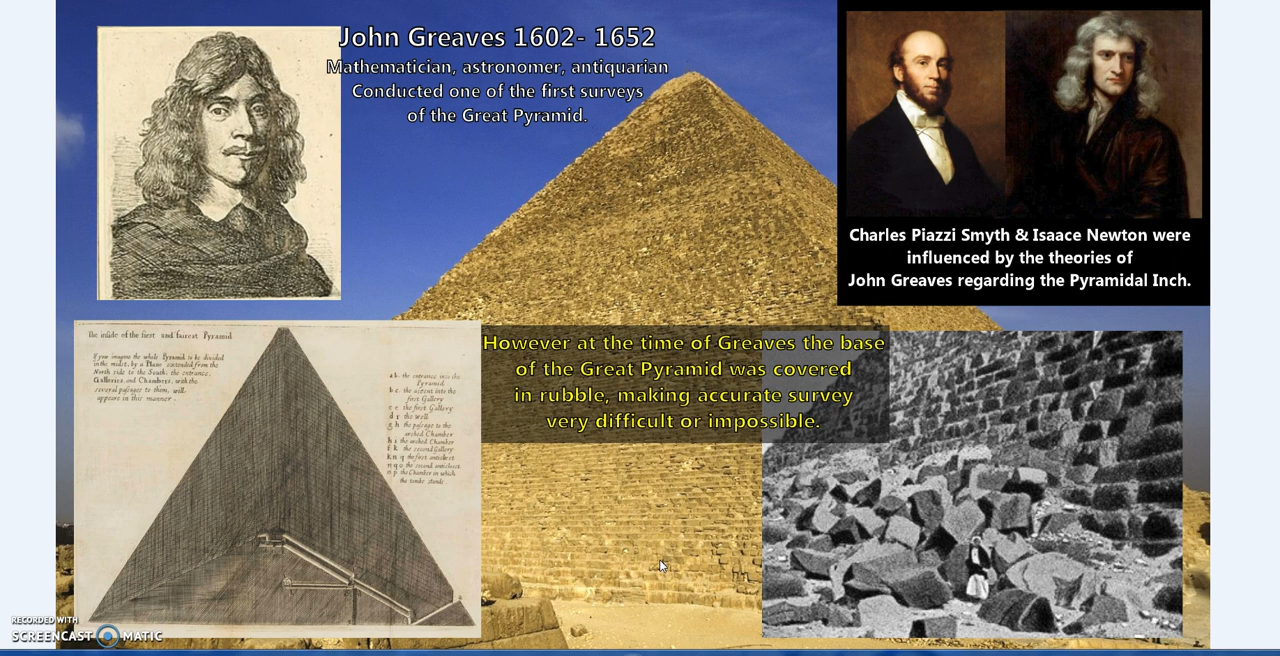 John Greaves 1602- 1652
Mathematician, astronomer, antiquarian
Conducted one of the first surveys
of the Great Pyramid.
Charles Piazzi Smyth & Isaace Newton were
influenced by the theories of
John Greaves regarding the Pyramidal Inch.
However at the time of Greaves the base
of the Great Pyramid was covered
in rubble, making accurate survey
very difficult or impossible.
The inside of the first and fairest Pyramid
If you imagine the whole Pyramid to be divided
in the midst, by a Plane extended from the
North side to the South, the entrance,
Galleries, and Chambers, with the
several passages to them, will
appear in this manner.
a b. the entrance into the
Pyramid
b c. the ascent into the
first Gallery
c e the first Gallery
d r the well
g h the passage to the
arched Chamber
h i the arched Chamber
f k the second Gallery
k n q the first anticloset
n q o the second anticloset
o p the Chamber in which
the tombe stands.
RECORDED WITH
SCREENCAST MATIC